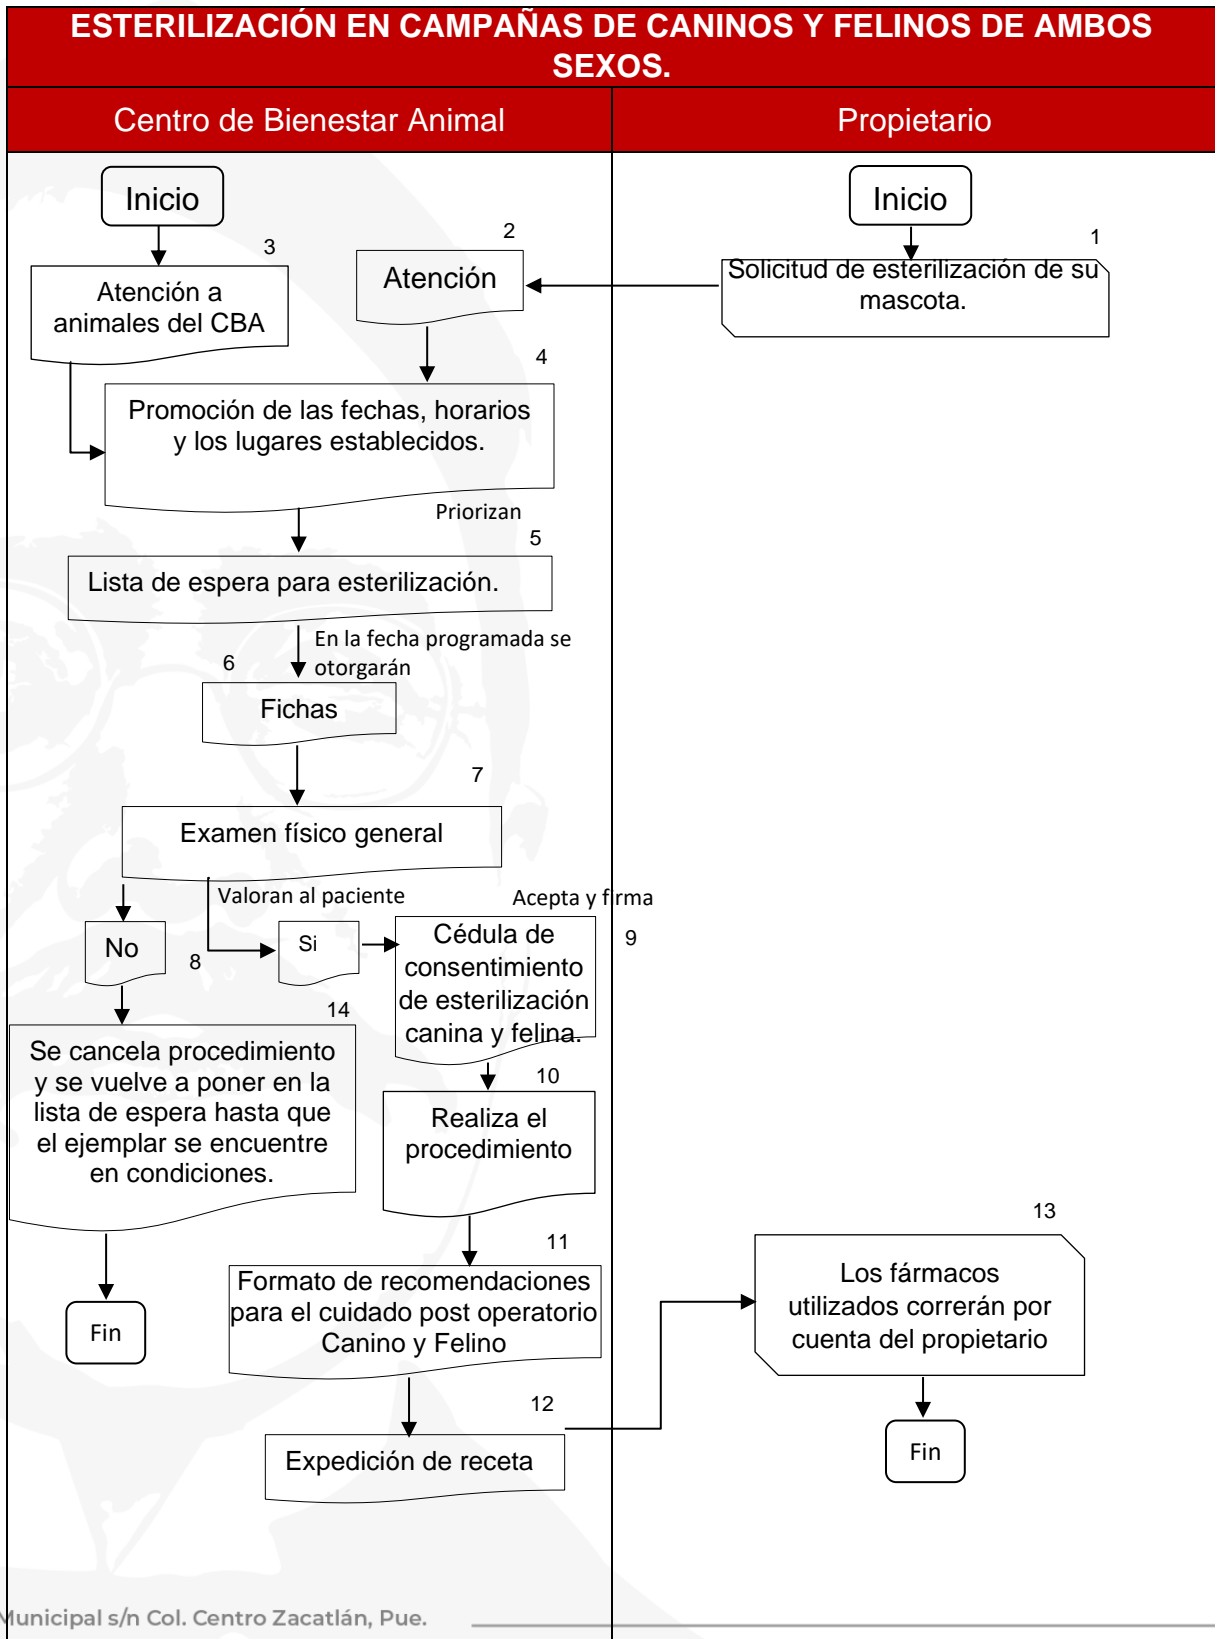 ESTERILIZACIÓN EN CAMPAÑAS DE CANINOS Y FELINOS DE AMBOS
SEXOS.
Centro de Bienestar Animal
Propietario
Inicio
Inicio
3
2
1
Atención a
animales del CBA
Atención
Solicitud de esterilización de su
mascota.
4
Promoción de las fechas, horarios
y los lugares establecidos.
Priorizan
5
Lista de espera para esterilización.
En la fecha programada se
otorgarán
6
Fichas
7
Examen físico general
Valoran al paciente
Acepta y firma
No
8
Si
9
Cédula de
consentimiento
de esterilización
canina y felina.
14
Se cancela procedimiento
y se vuelve a poner en la
lista de espera hasta que
el ejemplar se encuentre
en condiciones.
10
Realiza el
procedimiento
Fin
11
Formato de recomendaciones
para el cuidado post operatorio
Canino y Felino
12
Expedición de receta
13
Los fármacos
utilizados correrán por
cuenta del propietario
Fin
Municipal s/n Col. Centro Zacatlán, Pue.